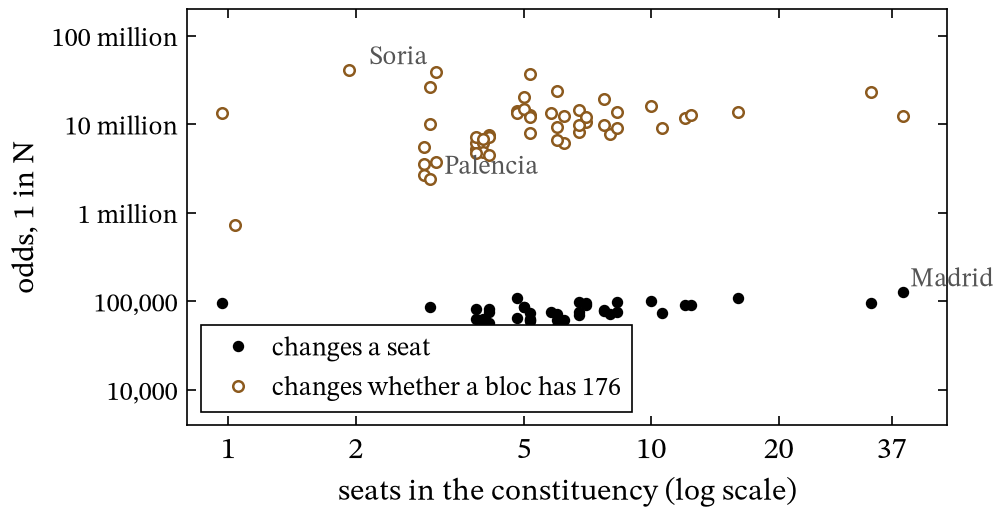 100 million
Soria
10 million
Palencia
1 million
Madrid
100,000
changes a seat
changes whether a bloc has 176
10,000
odds, 1 in N
1 2 5 10 20 37
seats in the constituency (log scale)